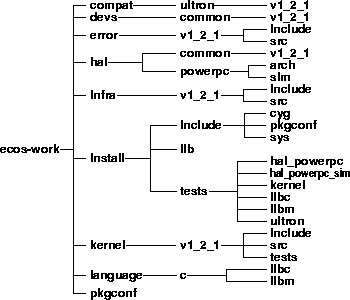 compat ultron v1_2_1
devs common v1_2_1
error v1_2_1 Include
src
hal common v1_2_1
powerpc arch
sim
Infra v1_2_1 Include
src
ecos-work Install Include cyg
pkgconf
sys
lib
tests hal_powerpc
hal_powerpc_sim
kernel
libc
libm
ultron
kernel v1_2_1 Include
src
tests
language c libc
libm
pkgconf